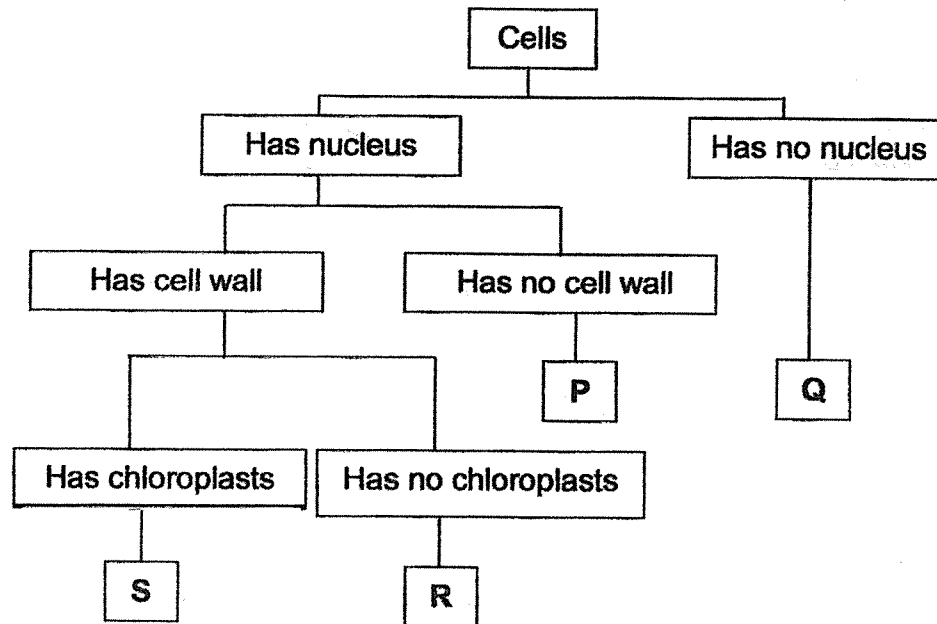 Cells
Has nucleus
Has no nucleus
Has cell wall
Has no cell wall
P
Q
Has chloroplasts
Has no chloroplasts
S
R